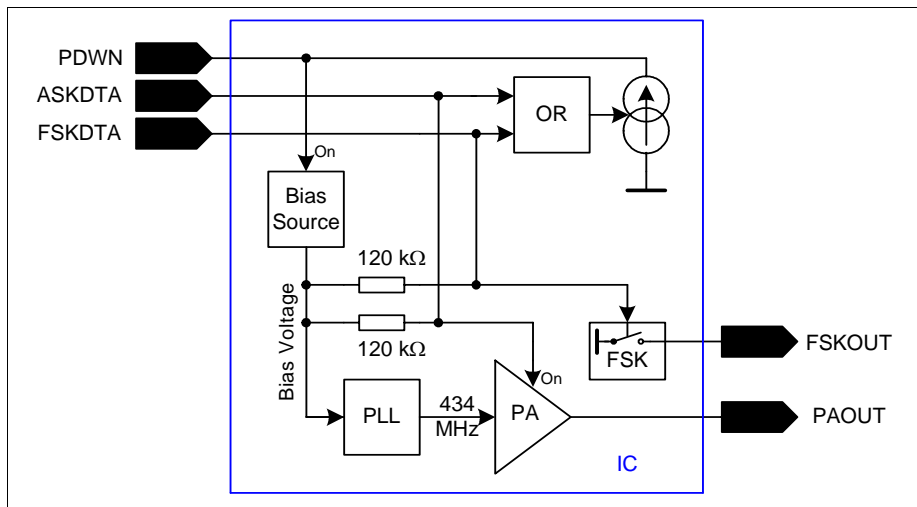 PDWN
ASKDTA
FSKDTA
On
OR
Bias
Source
120 kΩ
120 kΩ
Bias Voltage
FSK
FSKOUT
On
PLL
434
MHz
PA
PAOUT
IC